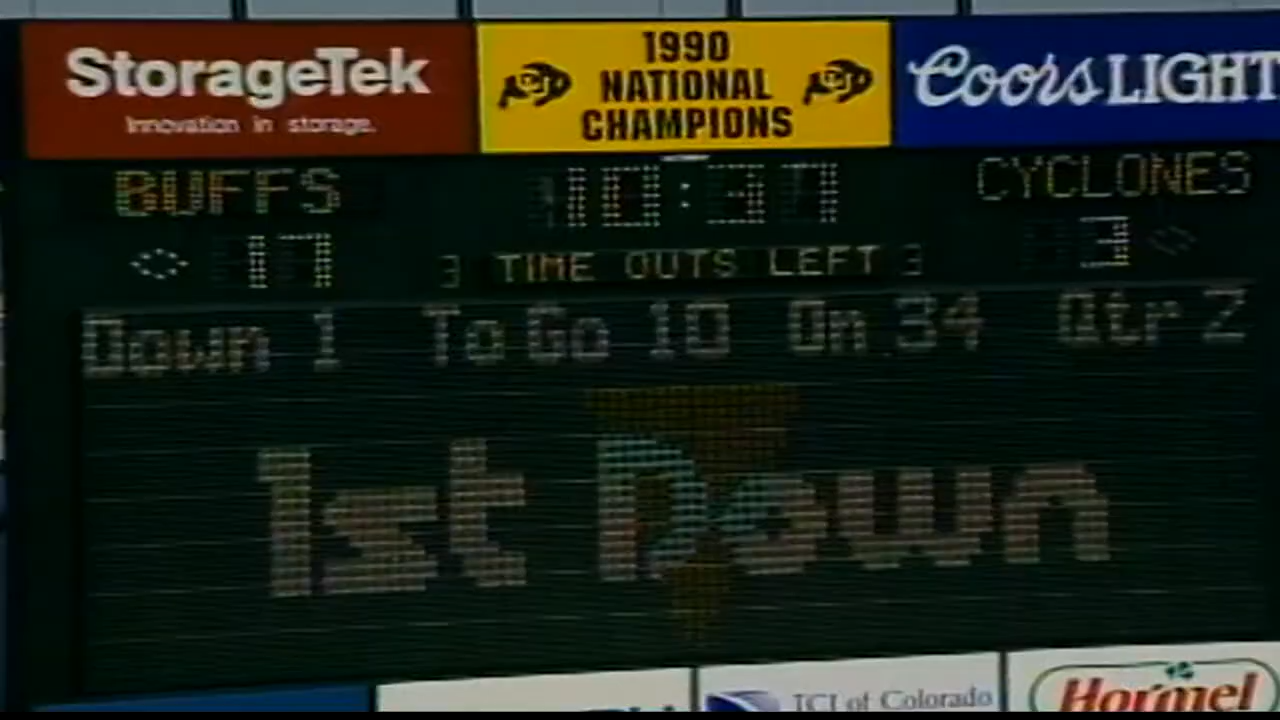 StorageTek
Innovation in storage.
1990
NATIONAL
CHAMPIONS
Coors LIGHT
BUFFS 10:37 CYCLONES
17 3 TIME OUTS LEFT 3 3
Down 1 To Go 10 On 34 Qtr 2
1st Down
TCI of Colorado
Hormel